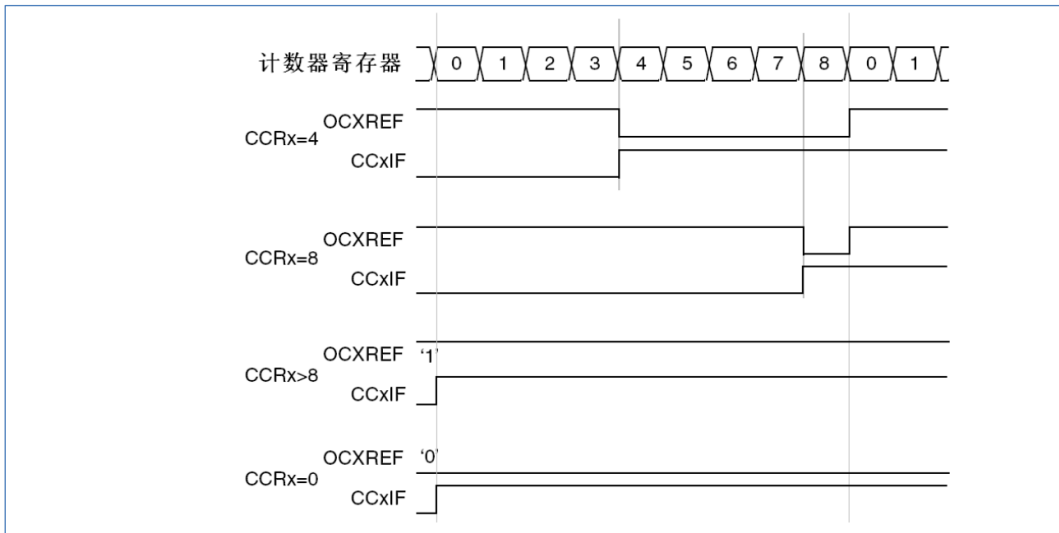 计数器寄存器 0 1 2 3 4 5 6 7 8 0 1
OCXREF
CCRx=4
CCxIF
OCXREF
CCRx=8
CCxIF
OCXREF ‘1’
CCRx>8
CCxIF
OCXREF ‘0’
CCRx=0
CCxIF